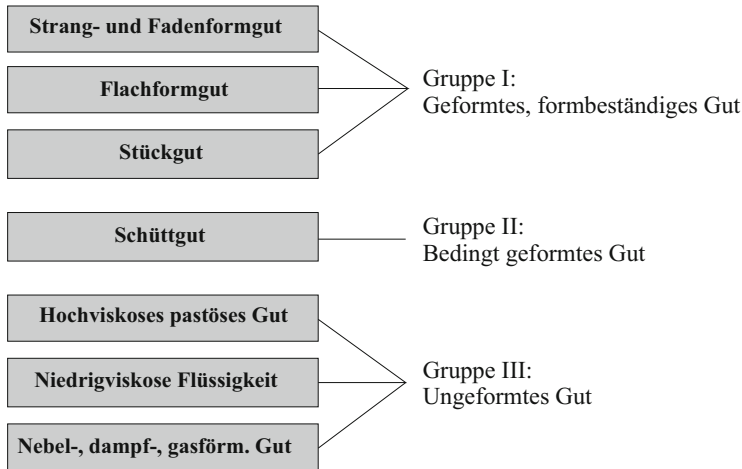 Strang- und Fadenformgut
Flachformgut
Stückgut
Gruppe I:
Geformtes, formbeständiges Gut
Schüttgut
Gruppe II:
Bedingt geformtes Gut
Hochviskoses pastöses Gut
Niedrigviskose Flüssigkeit
Nebel-, dampf-, gasförm. Gut
Gruppe III:
Ungeformtes Gut